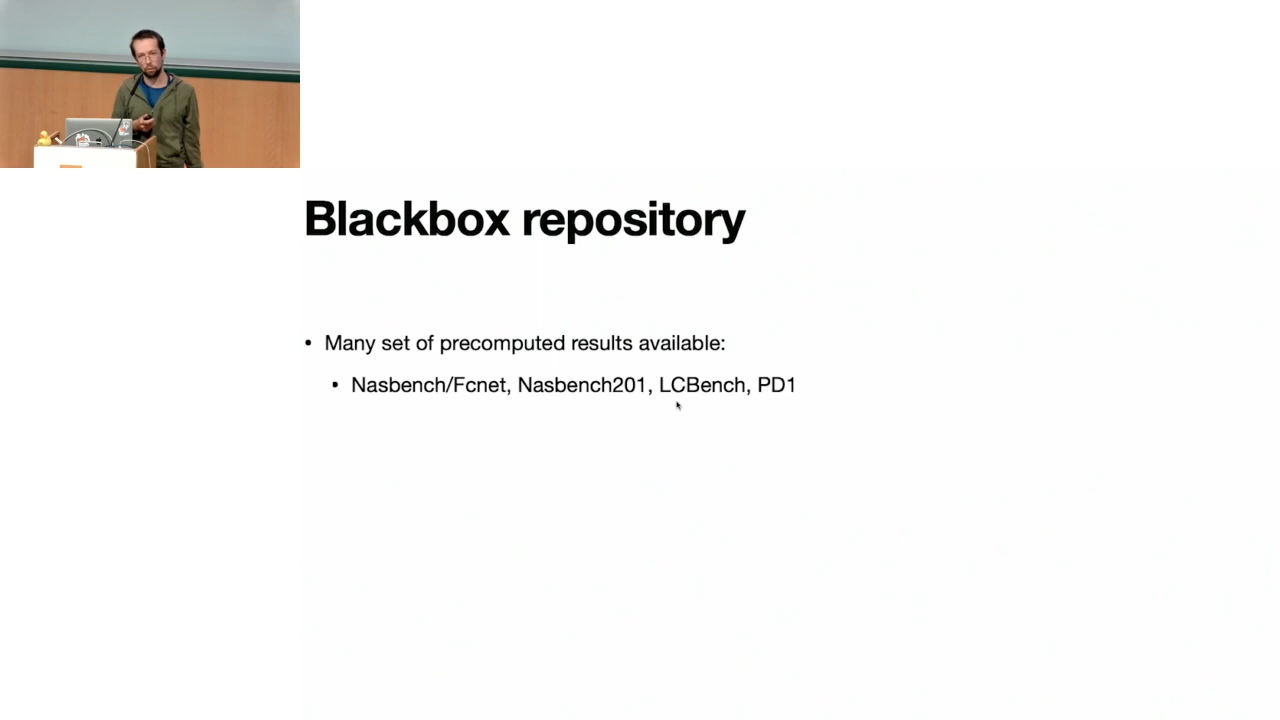 Blackbox repository
• Many set of precomputed results available:
• Nasbench/Fcnet, Nasbench201, LCBench, PD1